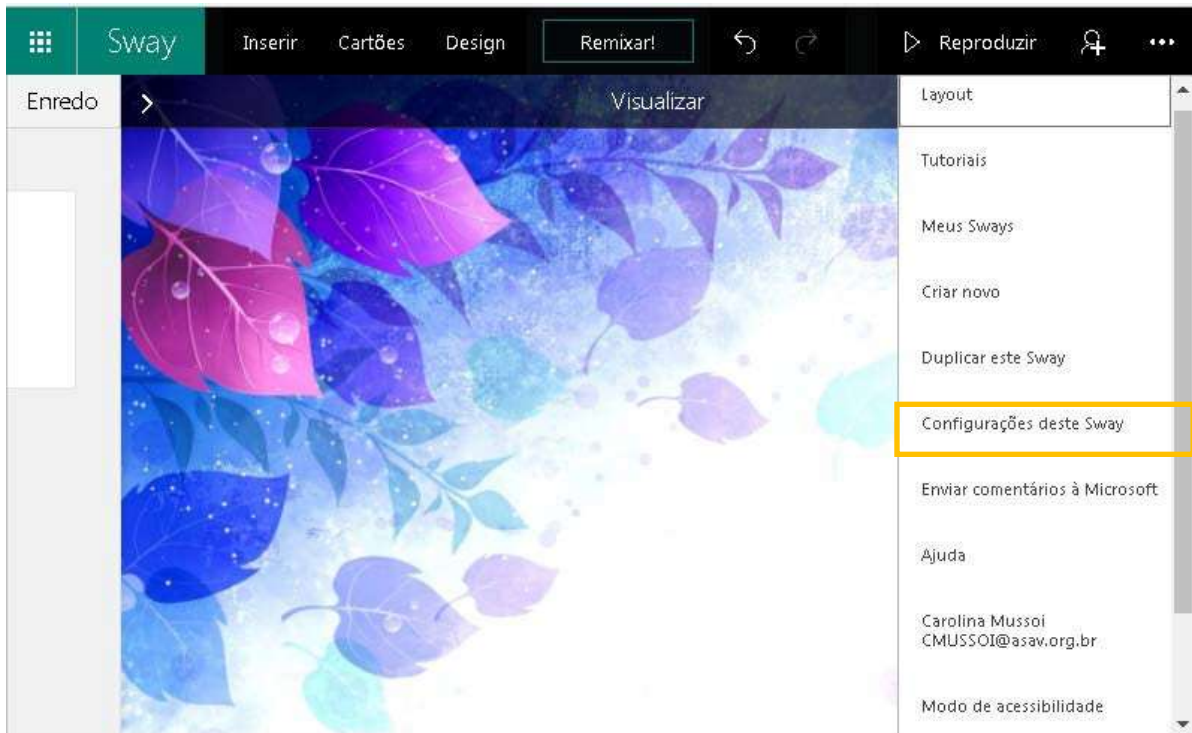 Sway
Inserir
Cartões
Design
Remixar!
Reproduzir
Enredo
Visualizar
Layout
Tutoriais
Meus Sways
Criar novo
Duplicar este Sway
Configurações deste Sway
Enviar comentários à Microsoft
Ajuda
Carolina Mussoi
CMUSSOI@asav.org.br
Modo de acessibilidade